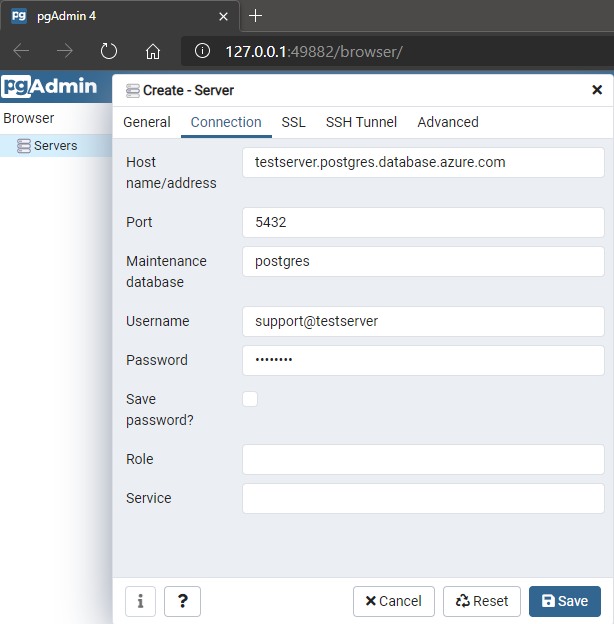 pgAdmin 4
127.0.0.1:49882/browser/
pgAdmin
Create - Server
Browser
General Connection SSL SSH Tunnel Advanced
Servers
Host name/address
testserver.postgres.database.azure.com
Port
5432
Maintenance database
postgres
Username
support@testserver
Password
••••••••
Save password?
Role
Service
i ? Cancel Reset Save